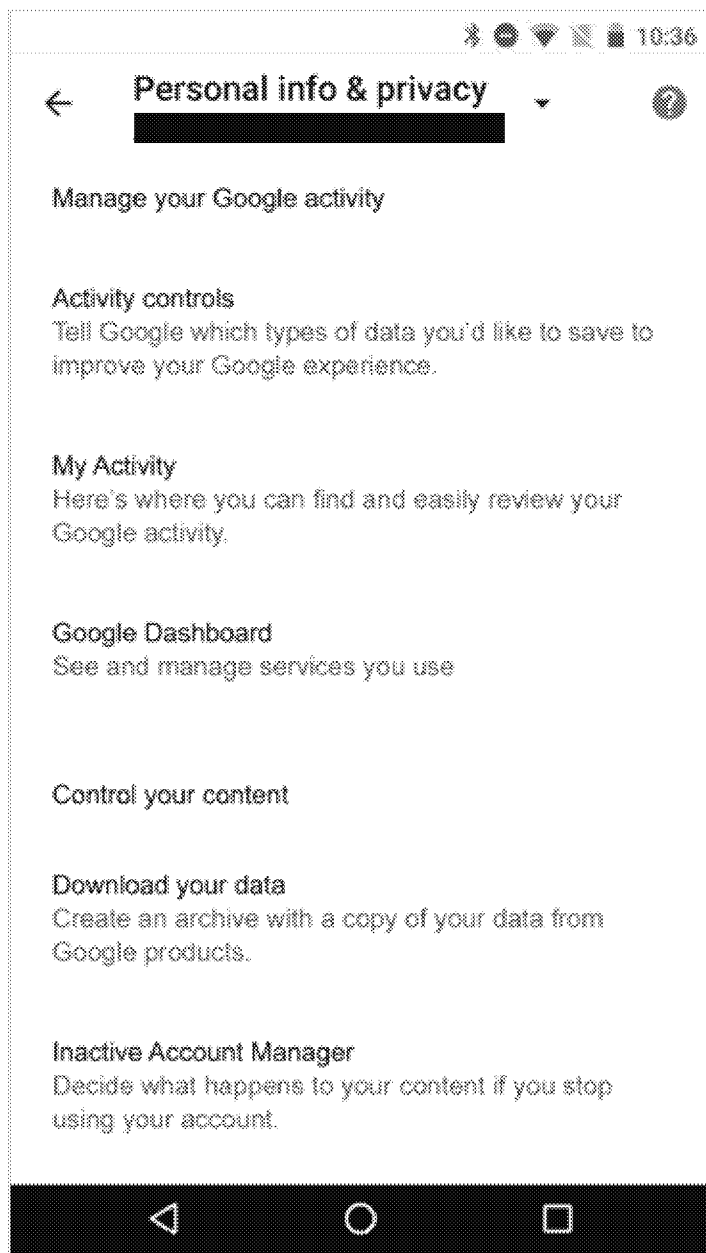 10:36
Personal info & privacy
Manage your Google activity
Activity controls
Tell Google which types of data you'd like to save to
improve your Google experience.
My Activity
Here's where you can find and easily review your
Google activity.
Google Dashboard
See and manage services you use
Control your content
Download your data
Create an archive with a copy of your data from
Google products.
Inactive Account Manager
Decide what happens to your content if you stop
using your account.